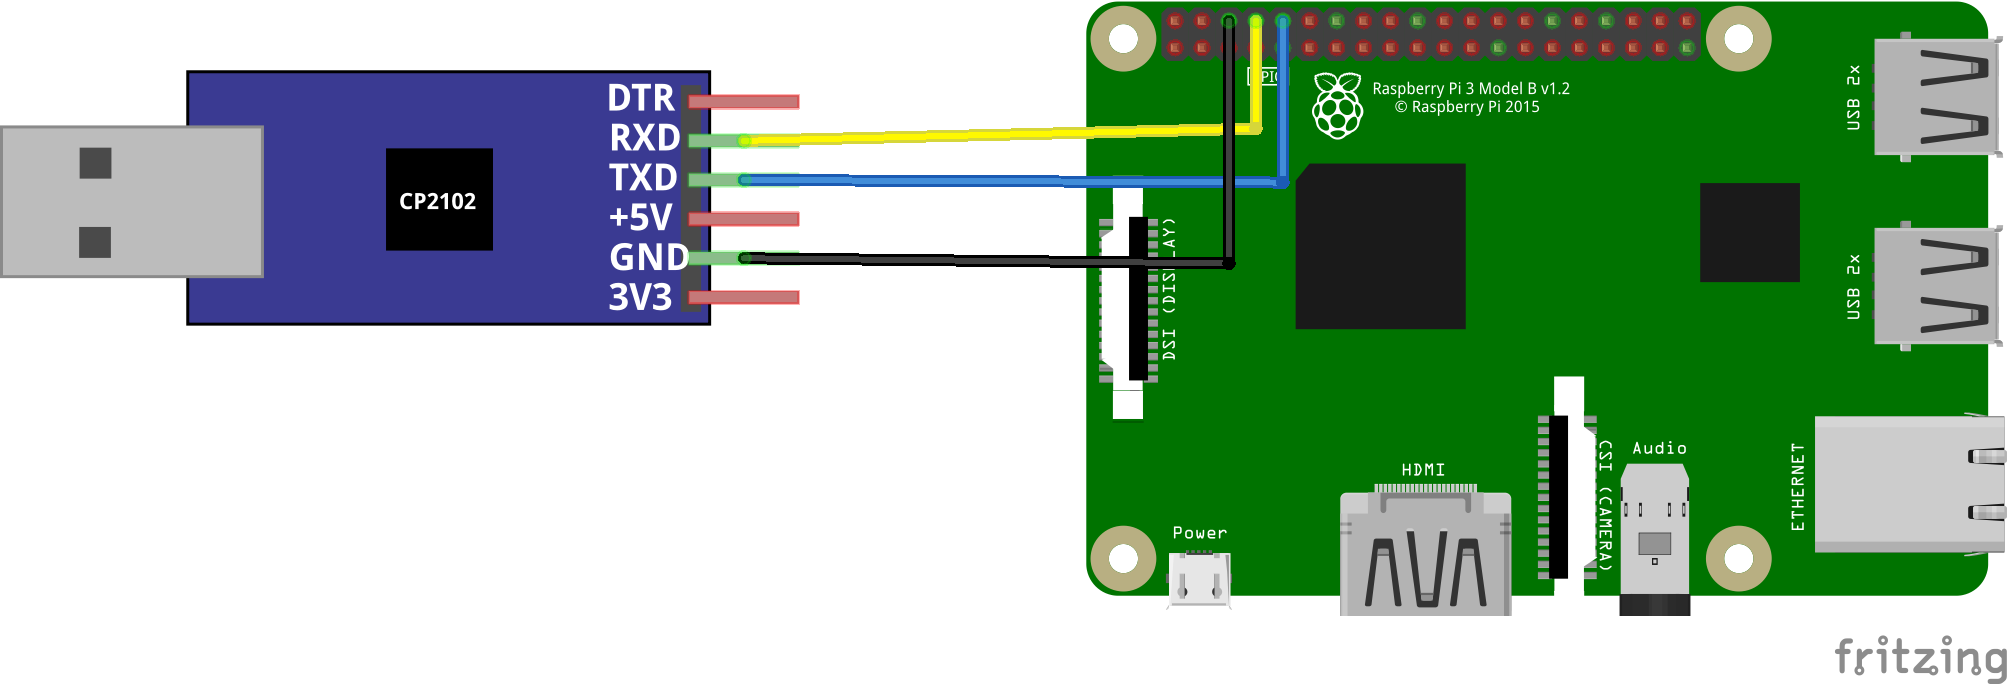 DTR
RXD
TXD
+5V
GND
3V3
CP2102
Raspberry Pi 3 Model B v1.2
© Raspberry Pi 2015
USB 2x
USB 2x
DSI (DISPLAY)
HDMI
CSI (CAMERA)
Audio
ETHERNET
Power
fritzing